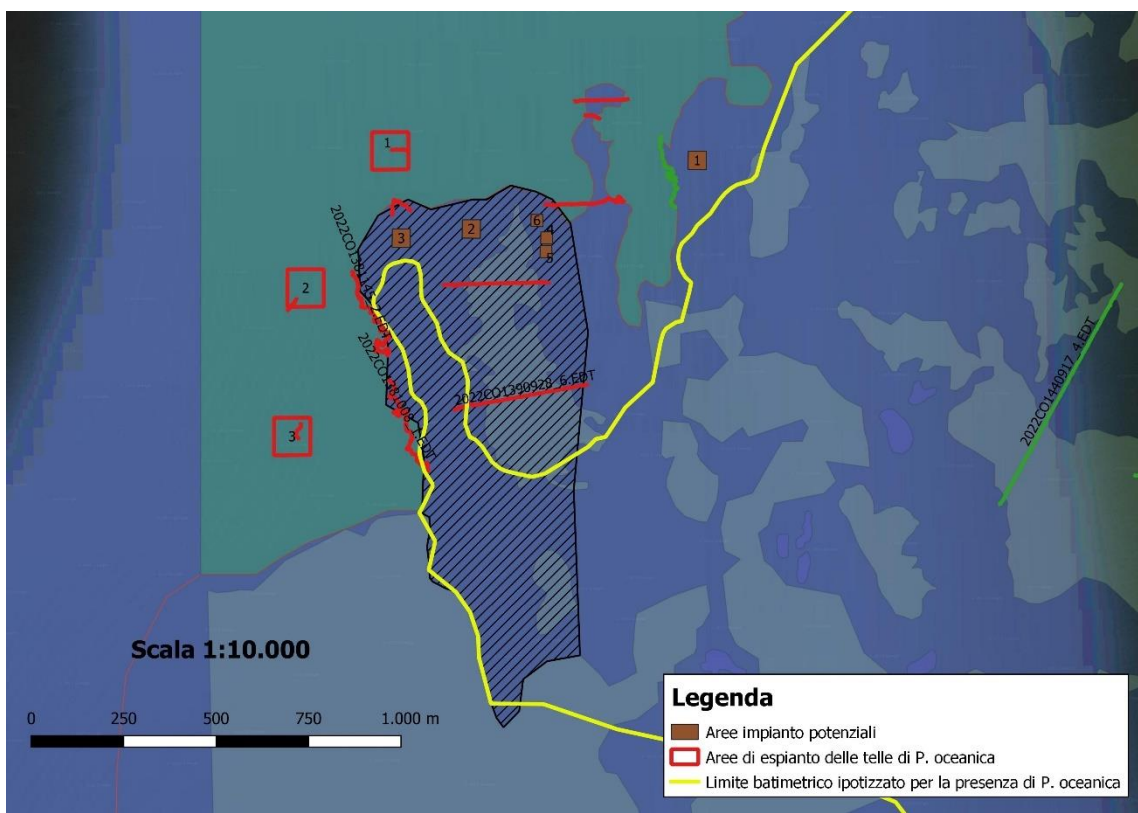 1
1
6
2
3
4
5
2
2022CO1390928_6.EDT
2022CO1440917_4.EDT
3
Scala 1:10.000
0 250 500 750 1.000 m
Legenda
Aree impianto potenziali
Aree di espianto delle telle di P. oceanica
Limite batimetrico ipotizzato per la presenza di P. oceanica